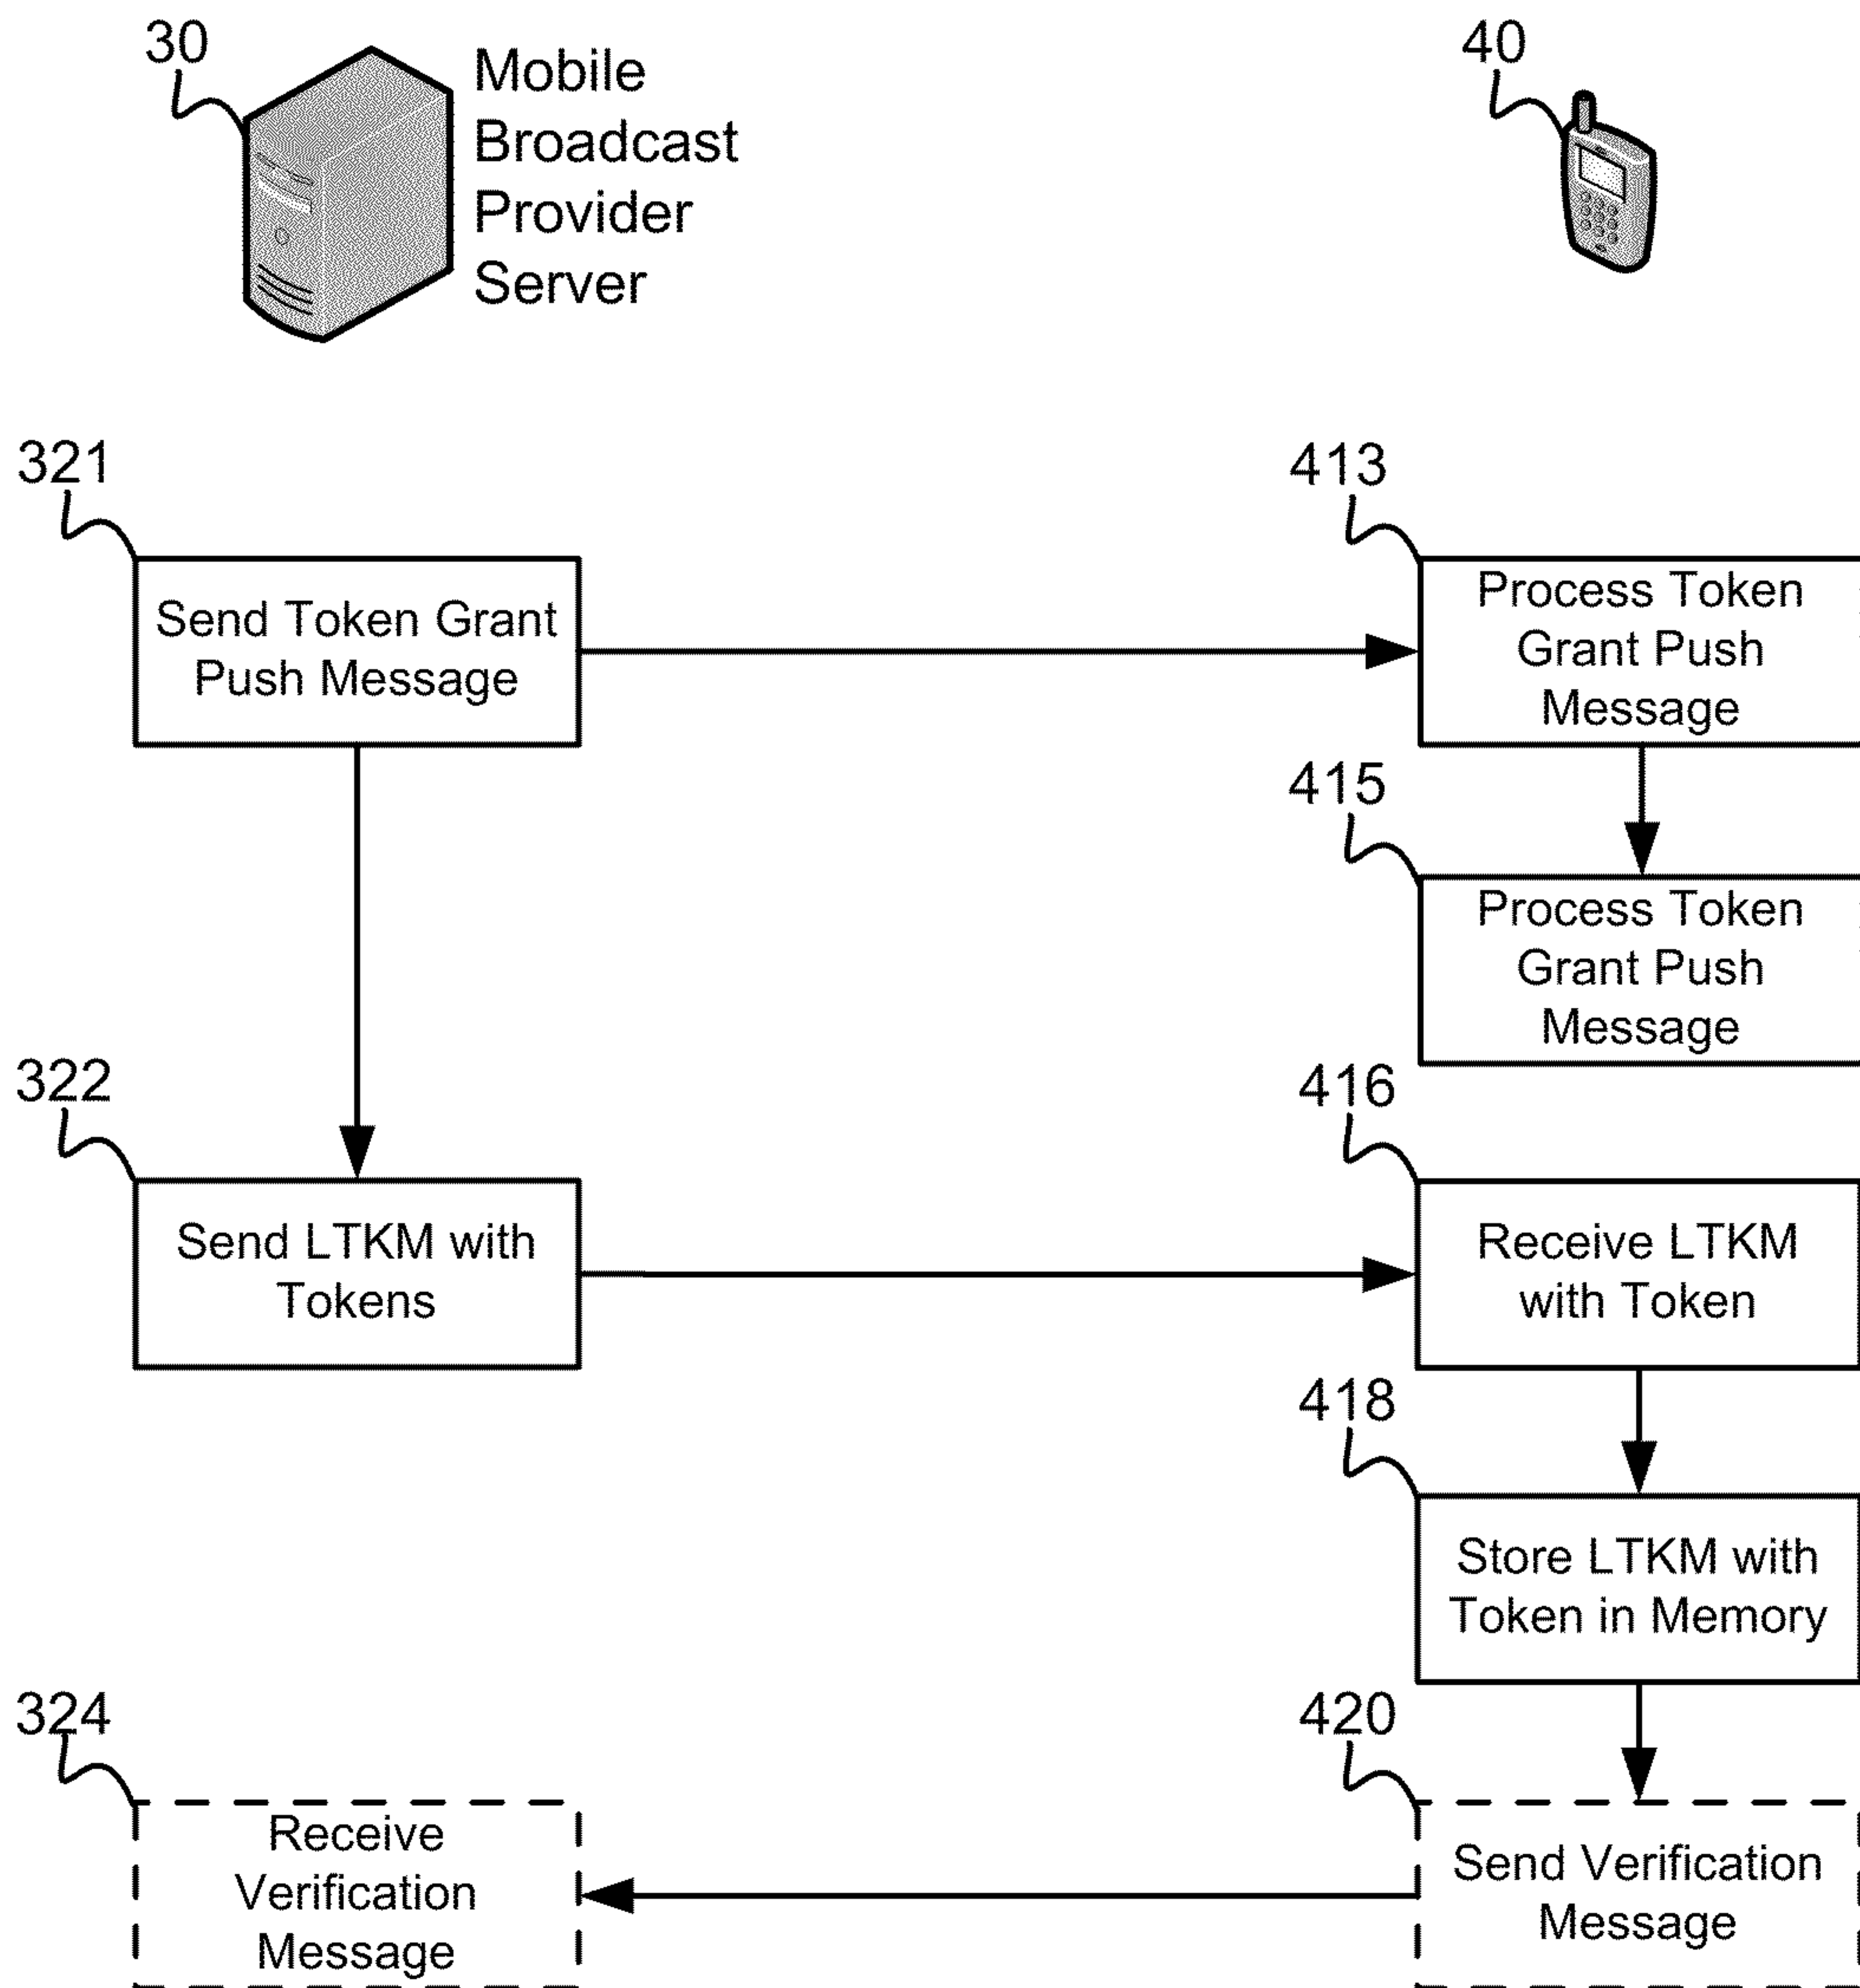 30
Mobile
Broadcast
Provider
Server
40
321
Send Token Grant
Push Message
413
Process Token
Grant Push
Message
415
Process Token
Grant Push
Message
322
Send LTKM with
Tokens
416
Receive LTKM
with Token
418
Store LTKM with
Token in Memory
324
Receive
Verification
Message
420
Send Verification
Message